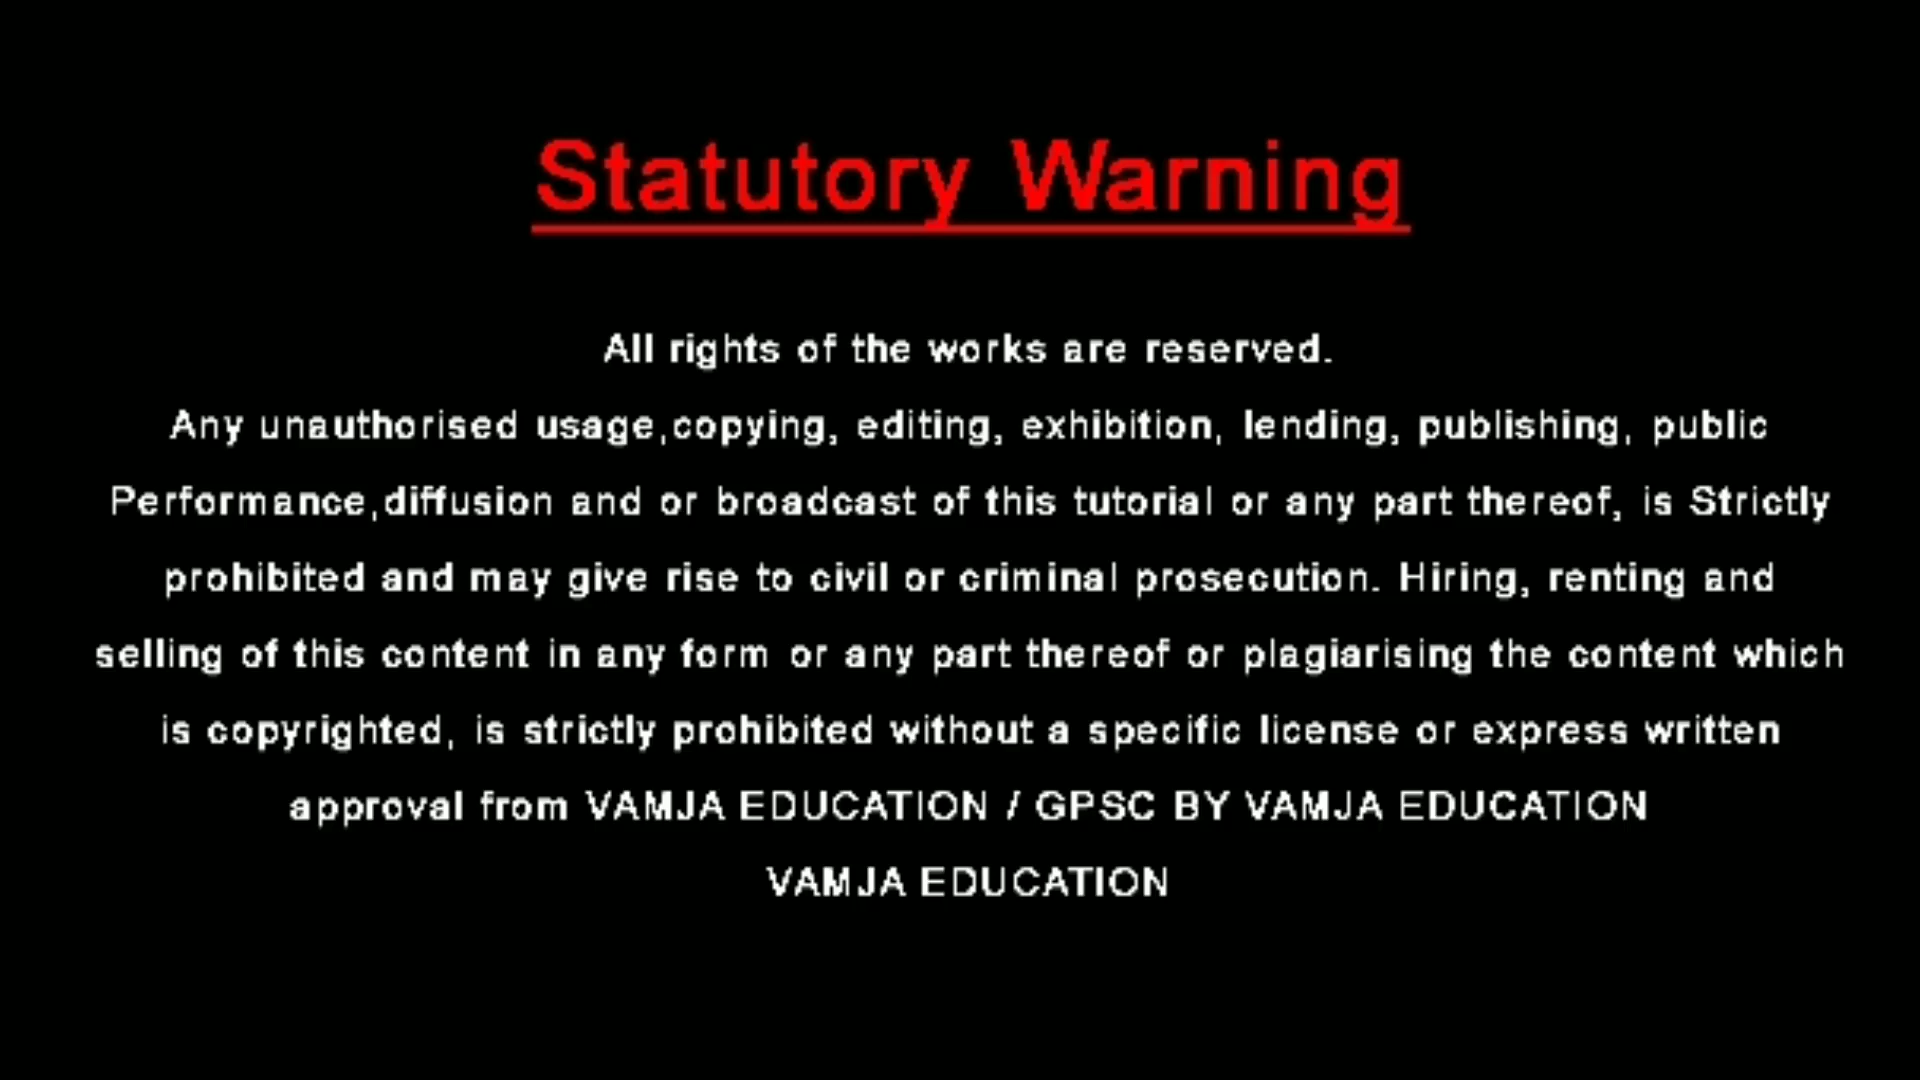 Statutory Warning
All rights of the works are reserved.
Any unauthorised usage,copying, editing, exhibition, lending, publishing, public
Performance,diffusion and or broadcast of this tutorial or any part thereof, is Strictly
prohibited and may give rise to civil or criminal prosecution. Hiring, renting and
selling of this content in any form or any part thereof or plagiarising the content which
is copyrighted, is strictly prohibited without a specific license or express written
approval from VAMJA EDUCATION / GPSC BY VAMJA EDUCATION
VAMJA EDUCATION